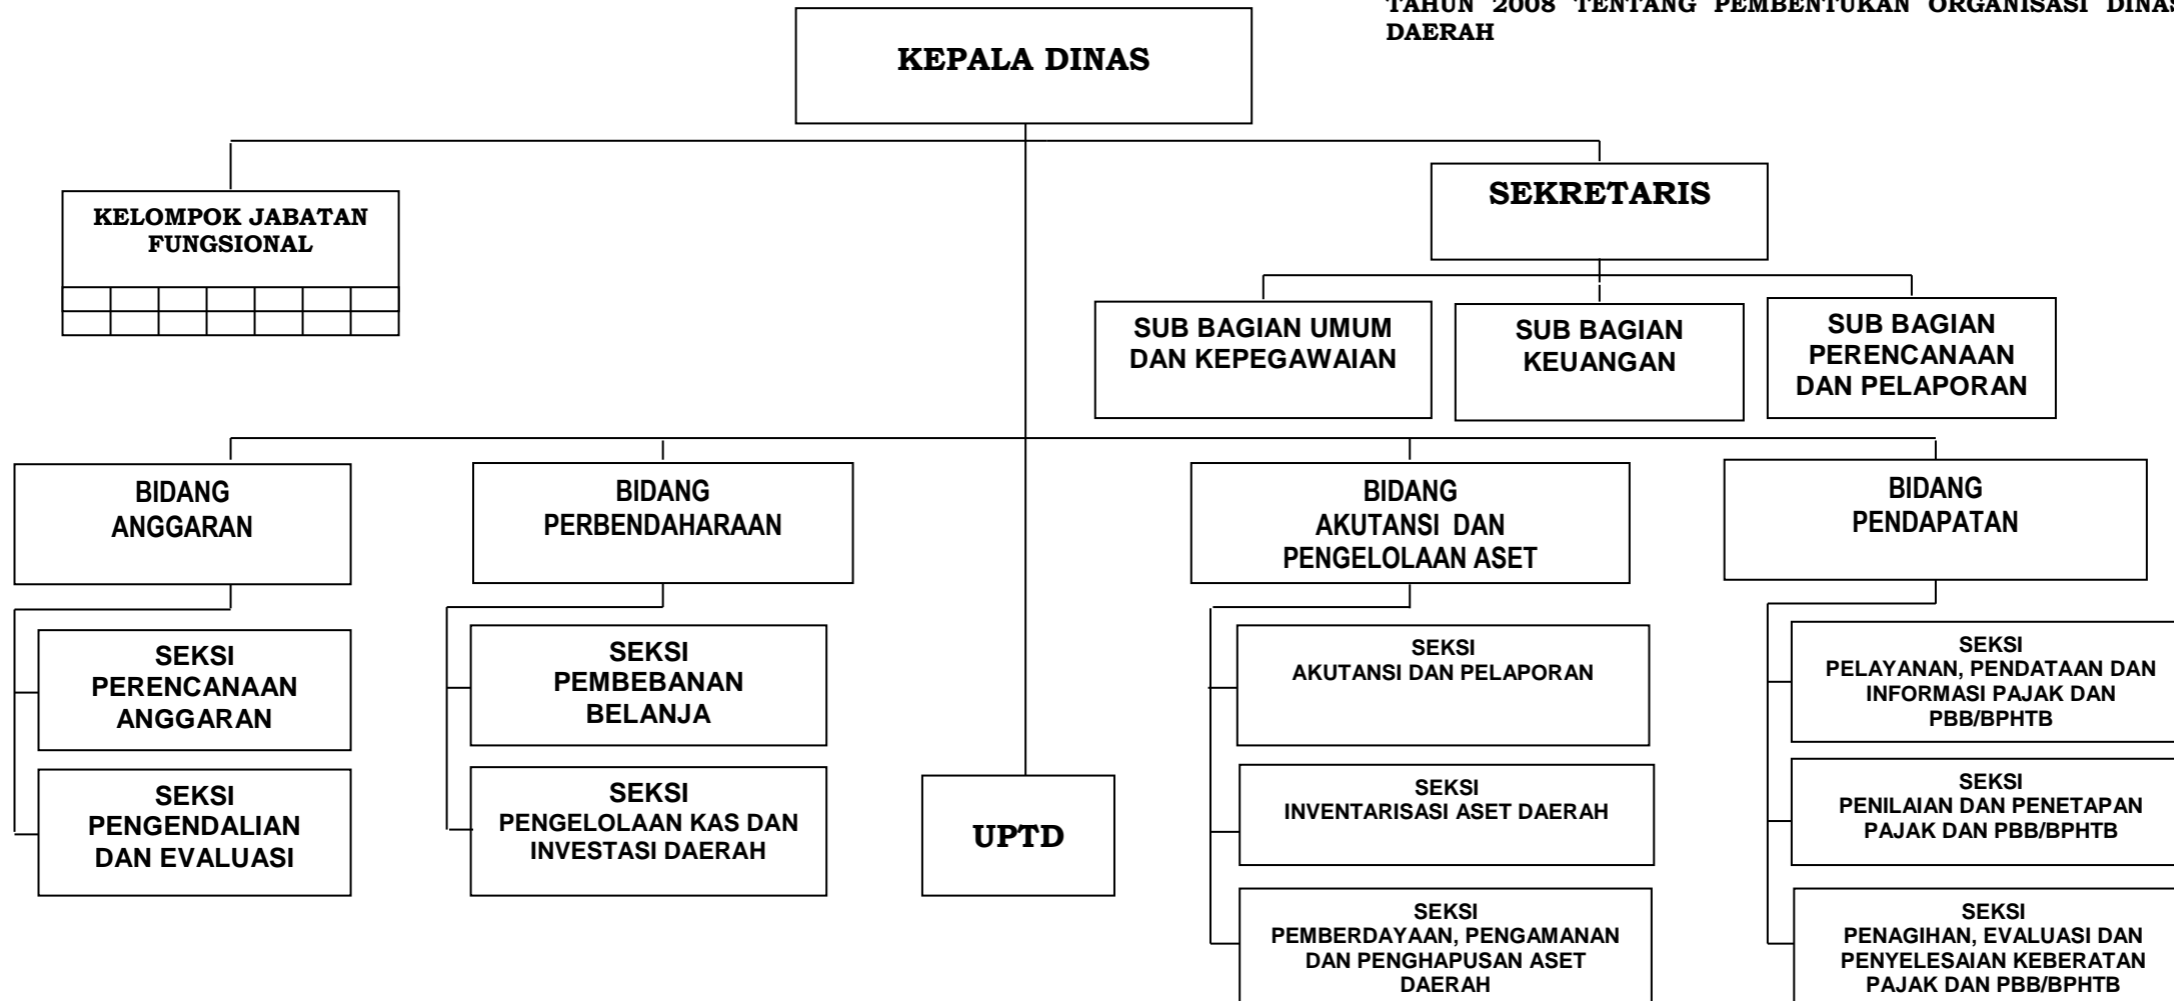 TAHUN 2008 TENTANG PEMBENTUKAN ORGANISASI DINAS
DAERAH
KEPALA DINAS
KELOMPOK JABATAN
FUNGSIONAL
SEKRETARIS
SUB BAGIAN UMUM
DAN KEPEGAWAIAN
SUB BAGIAN
KEUANGAN
SUB BAGIAN
PERENCANAAN
DAN PELAPORAN
BIDANG
ANGGARAN
BIDANG
PERBENDAHARAAN
BIDANG
AKUTANSI DAN
PENGELOLAAN ASET
BIDANG
PENDAPATAN
SEKSI
PERENCANAAN
ANGGARAN
SEKSI
PENGENDALIAN
DAN EVALUASI
SEKSI
PEMBEBANAN
BELANJA
SEKSI
PENGELOLAAN KAS DAN
INVESTASI DAERAH
UPTD
SEKSI
AKUTANSI DAN PELAPORAN
SEKSI
INVENTARISASI ASET DAERAH
SEKSI
PEMBERDAYAAN, PENGAMANAN
DAN PENGHAPUSAN ASET
DAERAH
SEKSI
PELAYANAN, PENDATAAN DAN
INFORMASI PAJAK DAN
PBB/BPHTB
SEKSI
PENILAIAN DAN PENETAPAN
PAJAK DAN PBB/BPHTB
SEKSI
PENAGIHAN, EVALUASI DAN
PENYELESAIAN KEBERATAN
PAJAK DAN PBB/BPHTB